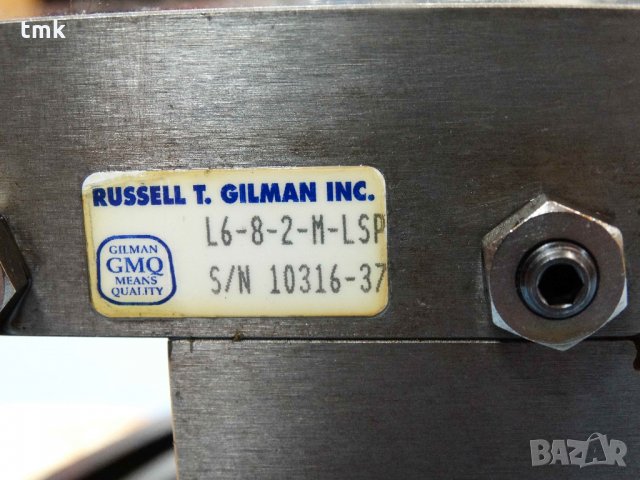 tmk
RUSSELL T. GILMAN INC.
L6-8-2-M-LSP
GILMAN
GMQ
MEANS
QUALITY
S/N 10316-37
BAZAR